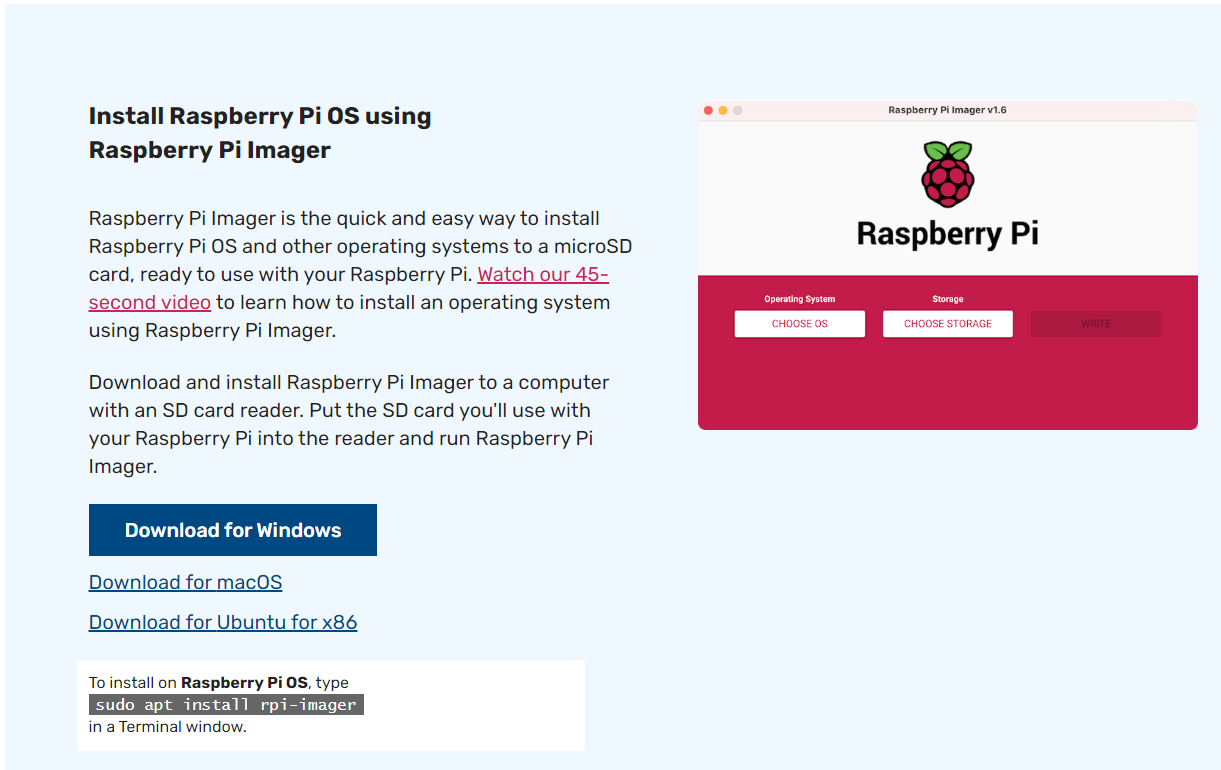 Install Raspberry Pi OS using
Raspberry Pi Imager
Raspberry Pi Imager is the quick and easy way to install
Raspberry Pi OS and other operating systems to a microSD
card, ready to use with your Raspberry Pi. Watch our 45-
second video to learn how to install an operating system
using Raspberry Pi Imager.
Download and install Raspberry Pi Imager to a computer
with an SD card reader. Put the SD card you'll use with
your Raspberry Pi into the reader and run Raspberry Pi
Imager.
Download for Windows
Download for macOS
Download for Ubuntu for x86
To install on Raspberry Pi OS, type
sudo apt install rpi-imager
in a Terminal window.
Raspberry Pi Imager v1.6
Raspberry Pi
Operating System
Storage
CHOOSE OS
CHOOSE STORAGE
WRITE